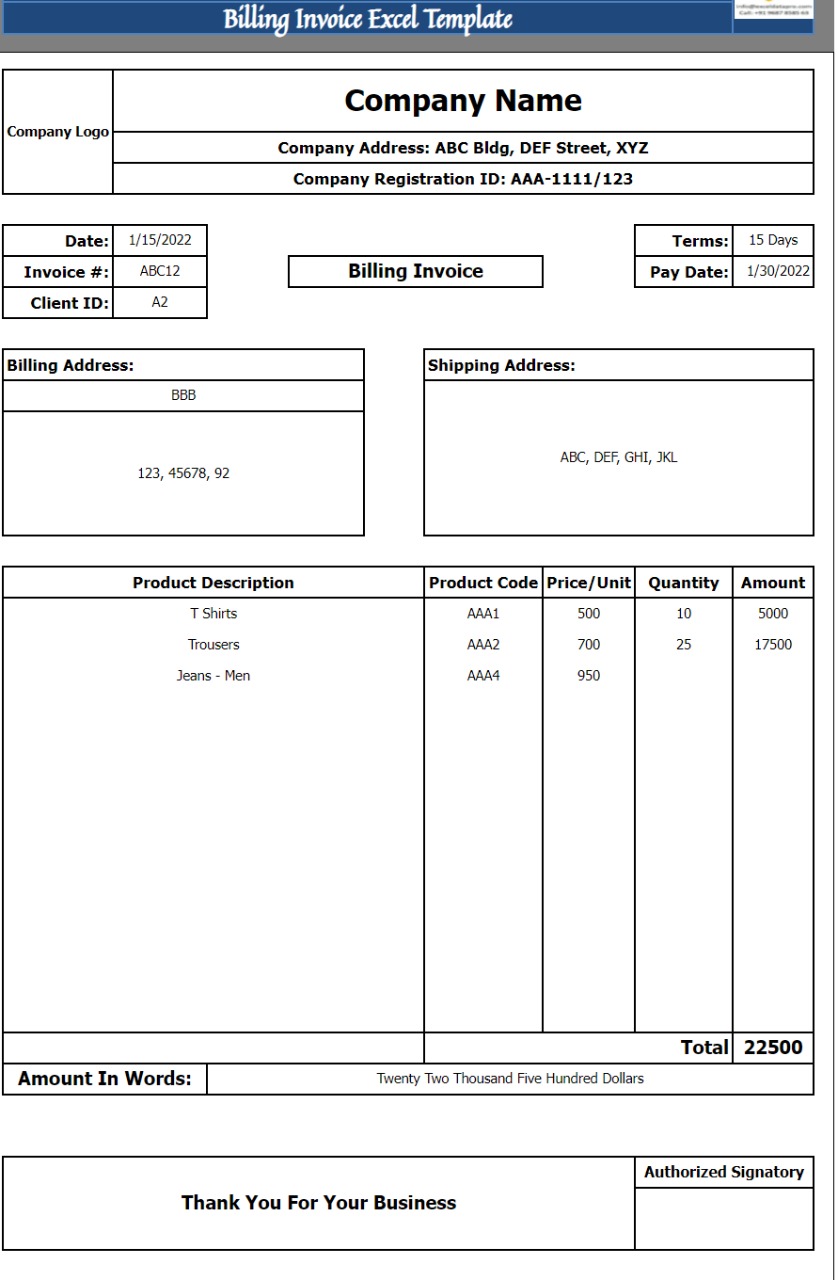 Billing Invoice Excel Template
Company Logo
Company Name
Company Address: ABC Bldg, DEF Street, XYZ
Company Registration ID: AAA-1111/123
Date: 1/15/2022
Terms: 15 Days
Invoice #: ABC12
Billing Invoice
Pay Date: 1/30/2022
Client ID: A2
Billing Address:
Shipping Address:
BBB
ABC, DEF, GHI, JKL
123, 45678, 92
Product Description Product Code Price/Unit Quantity Amount
T Shirts AAA1 500 10 5000
Trousers AAA2 700 25 17500
Jeans - Men AAA4 950
Total 22500
Amount In Words: Twenty Two Thousand Five Hundred Dollars
Authorized Signatory
Thank You For Your Business